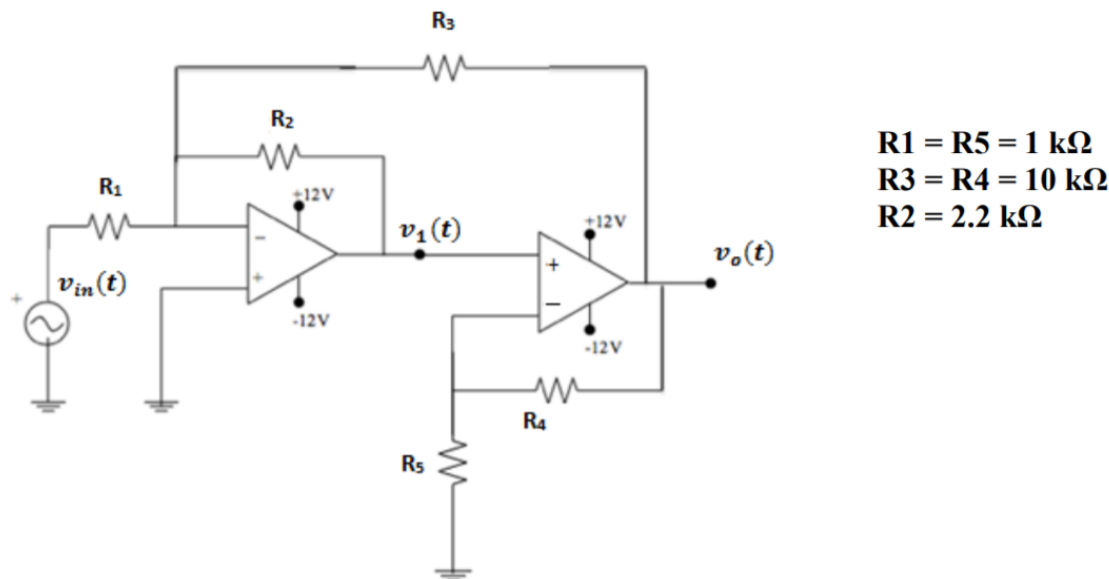 R3
R2
R1
+12V
v₁(t)
+12V
vₒ(t)
vᵢₙ(t)
+
−
+
-12V
+
−
-12V
R4
R5
R1 = R5 = 1 kΩ
R3 = R4 = 10 kΩ
R2 = 2.2 kΩ